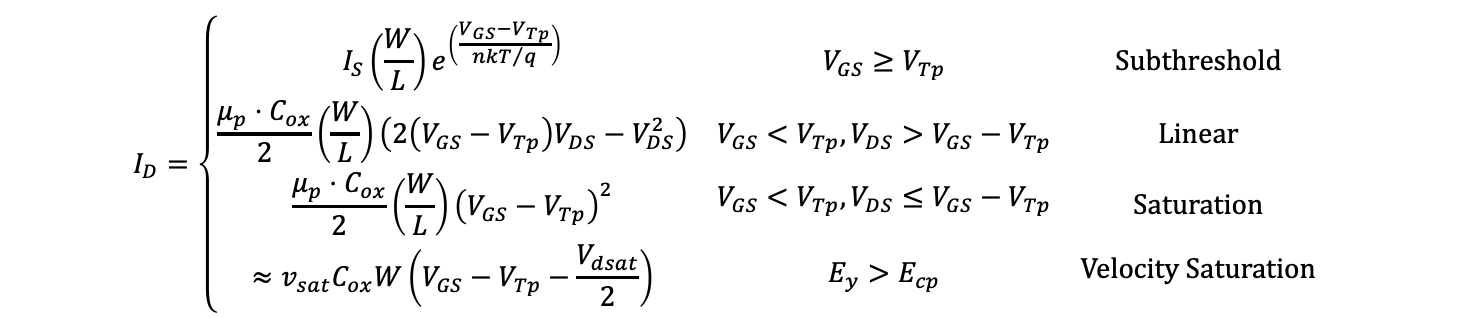 I_S (W/L) e^((V_GS−V_Tp)/(nkT/q)) V_GS ≥ V_Tp Subthreshold
μ_p · C_ox/2 (W/L) (2(V_GS − V_Tp)V_DS − V_DS^2) V_GS < V_Tp, V_DS > V_GS − V_Tp Linear
I_D = {
μ_p · C_ox/2 (W/L) (V_GS − V_Tp)^2 V_GS < V_Tp, V_DS ≤ V_GS − V_Tp Saturation
≈ v_sat C_ox W (V_GS − V_Tp − V_dsat/2) E_y > E_cp Velocity Saturation